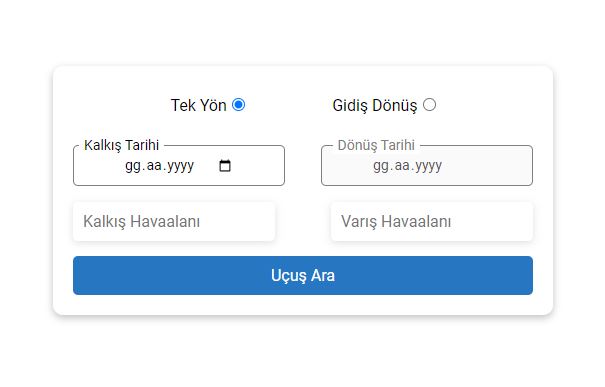 Tek Yön Gidiş Dönüş
Kalkış Tarihi Dönüş Tarihi
gg.aa.yyyy gg.aa.yyyy
Kalkış Havaalanı Varış Havaalanı
Uçuş Ara